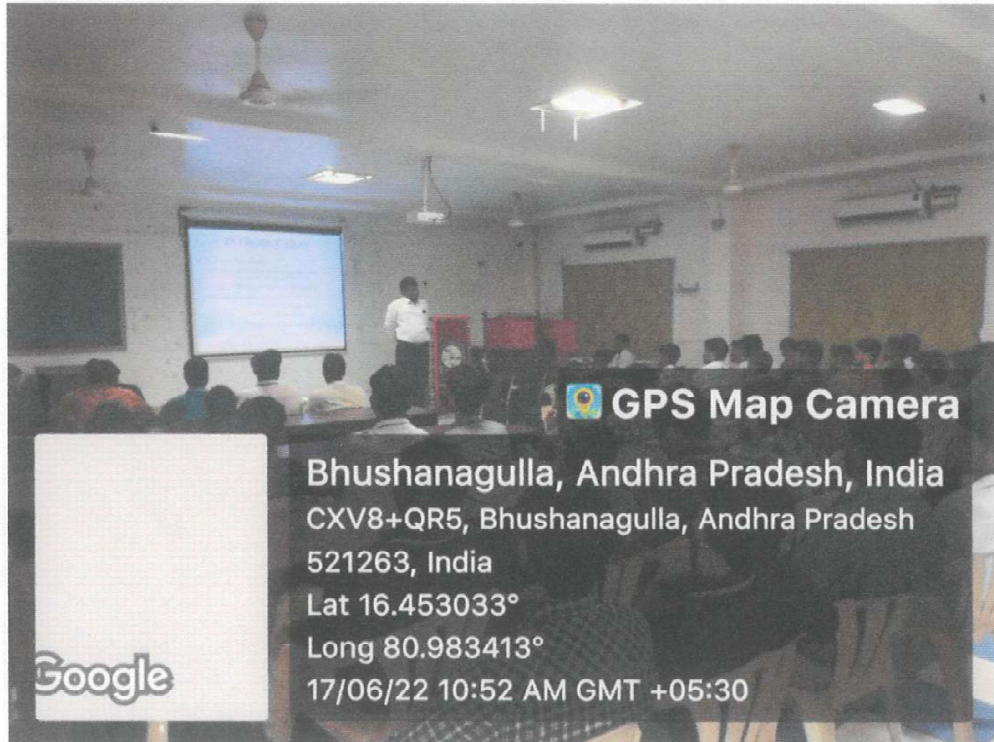 GPS Map Camera
Bhushanagulla, Andhra Pradesh, India
CXV8+QR5, Bhushanagulla, Andhra Pradesh
521263, India
Lat 16.453033°
Long 80.983413°
17/06/22 10:52 AM GMT +05:30
Google